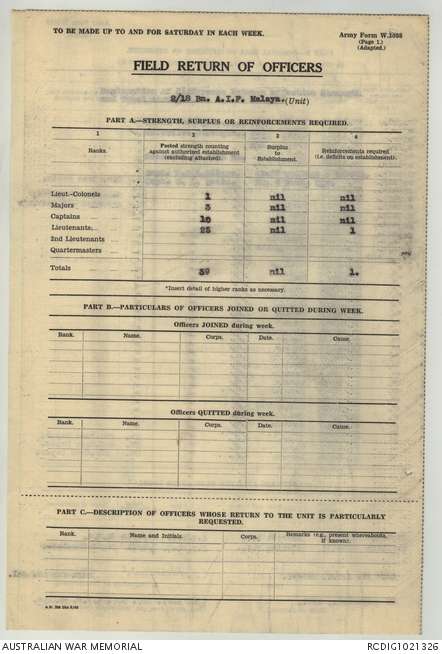 TO BE MADE UP TO AND FOR SATURDAY IN EACH WEEK.
Army Form W.3008
(Page 1.)
(Adapted.)
FIELD RETURN OF OFFICERS
2/18 Bn. A.I.F. Malaya. (Unit)
PART A.—STRENGTH, SURPLUS OR REINFORCEMENTS REQUIRED.
1 3 4
Ranks. Posted strength counting against authorized establishment (excluding attached). Surplus to Establishment. Reinforcements required (i.e. deficits on establishment).
Lieut.-Colonels 1 nil nil
Majors 3 nil nil
Captains 10 nil nil
Lieutenants 25 1
2nd Lieutenants
Quartermasters
Totals 39 nil 1.
*Insert detail of higher ranks as necessary.
PART B.—PARTICULARS OF OFFICERS JOINED OR QUITTED DURING WEEK.
Officers JOINED during week.
Rank. Name. Corps. Date. Cause.
Officers QUITTED during week.
Rank. Name. Corps. Date. Cause.
PART C.—DESCRIPTION OF OFFICERS WHOSE RETURN TO THE UNIT IS PARTICULARLY
REQUESTED.
Rank. Name and Initials. Corps. Remarks (e.g., present whereabouts, if known).
AUSTRALIAN WAR MEMORIAL
RCDIG1021326